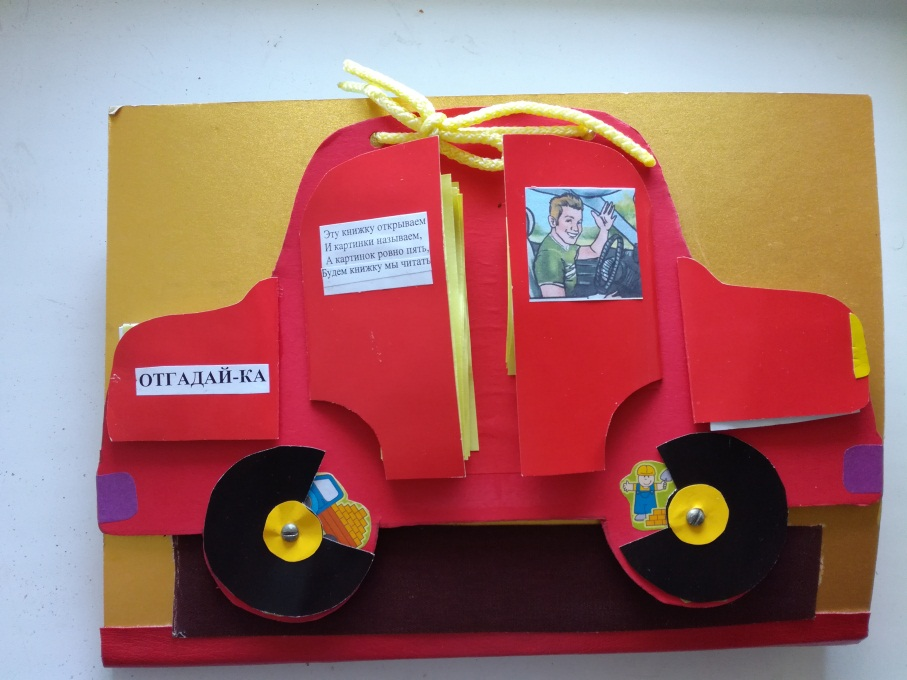 Эту книжку открываем
И картинки называем,
А картинок ровно пять,
Будем книжку мы читать
ОТГАДАЙ-КА